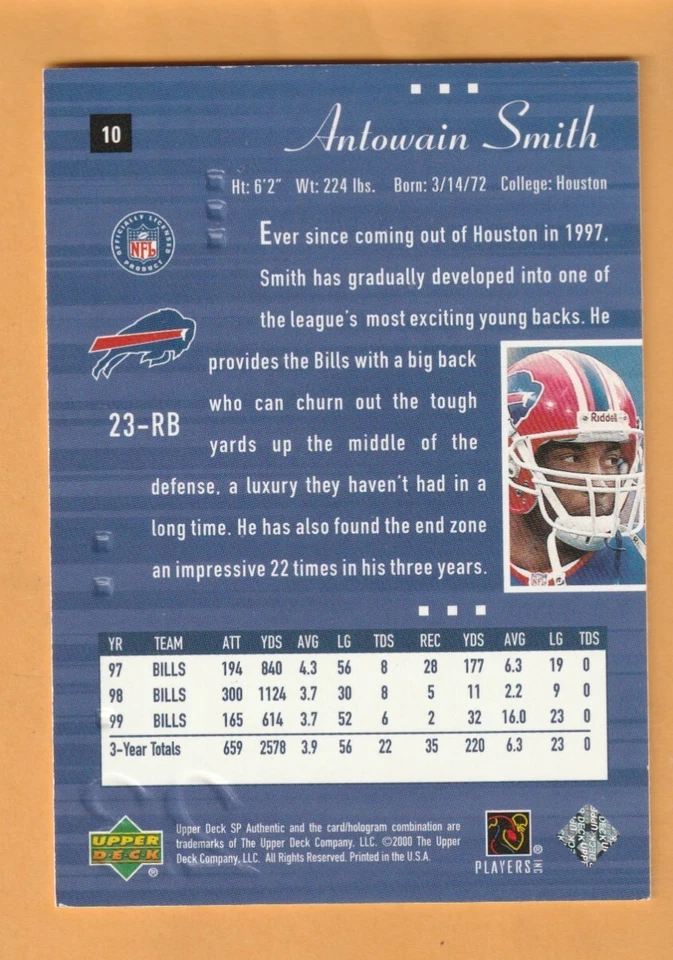 10
Antowain Smith
Ht: 6'2" Wt: 224 lbs. Born: 3/14/72 College: Houston
OFFICIALLY LICENSED
NFL
PRODUCT
Ever since coming out of Houston in 1997,
Smith has gradually developed into one of
the league's most exciting young backs. He
provides the Bills with a big back
who can churn out the tough
yards up the middle of the
defense, a luxury they haven't had in a
long time. He has also found the end zone
an impressive 22 times in his three years.
23-RB
Riddell
YR TEAM ATT YDS AVG LG TDS REC YDS AVG LG TDS
97 BILLS 194 840 4.3 56 8 28 177 6.3 19 0
98 BILLS 300 1124 3.7 30 8 5 11 2.2 9 0
99 BILLS 165 614 3.7 52 6 2 32 16.0 23 0
3-Year Totals 659 2578 3.9 56 22 35 220 6.3 23 0
UPPER
DECK
®
Upper Deck SP Authentic and the card/hologram combination are
trademarks of The Upper Deck Company, LLC. ©2000 The Upper
Deck Company, LLC. All Rights Reserved. Printed in the U.S.A.
PLAYERS INC ®